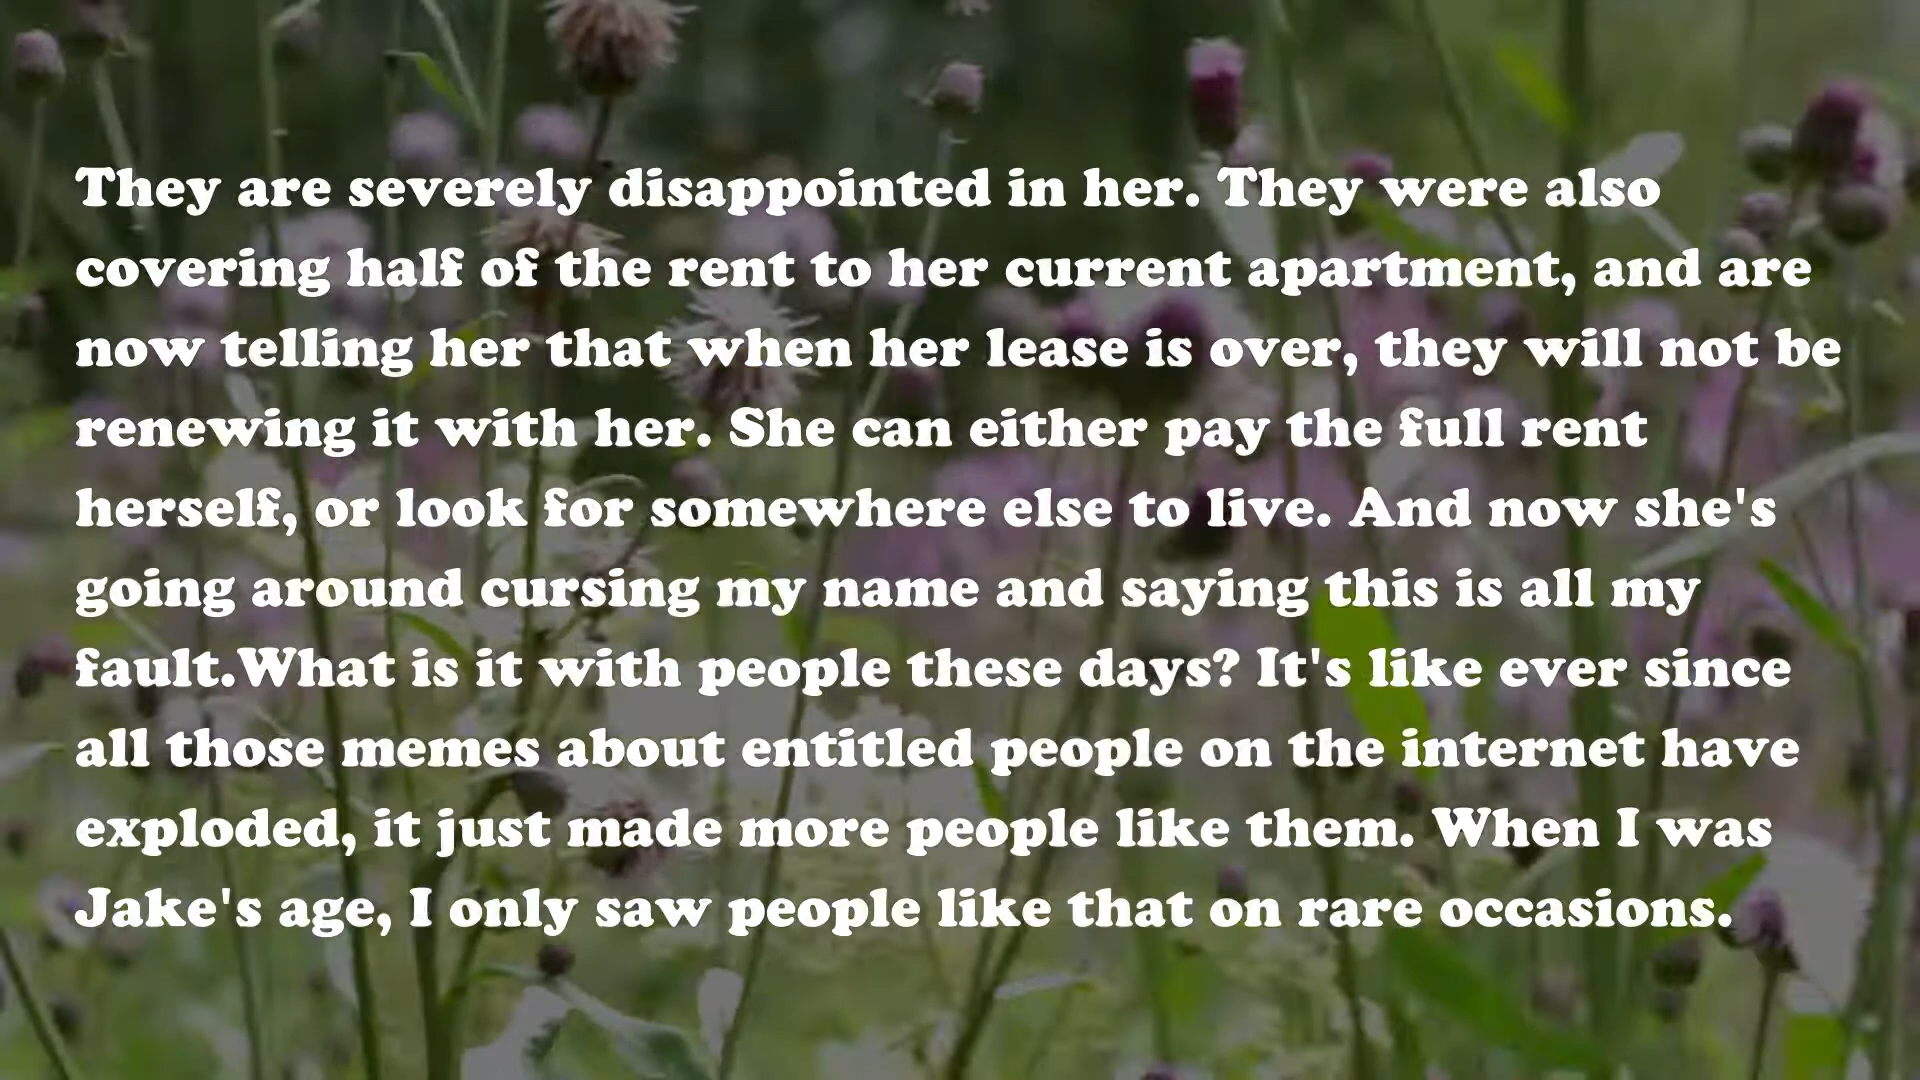 They are severely disappointed in her. They were also
covering half of the rent to her current apartment, and are
now telling her that when her lease is over, they will not be
renewing it with her. She can either pay the full rent
herself, or look for somewhere else to live. And now she's
going around cursing my name and saying this is all my
fault.What is it with people these days? It's like ever since
all those memes about entitled people on the internet have
exploded, it just made more people like them. When I was
Jake's age, I only saw people like that on rare occasions.